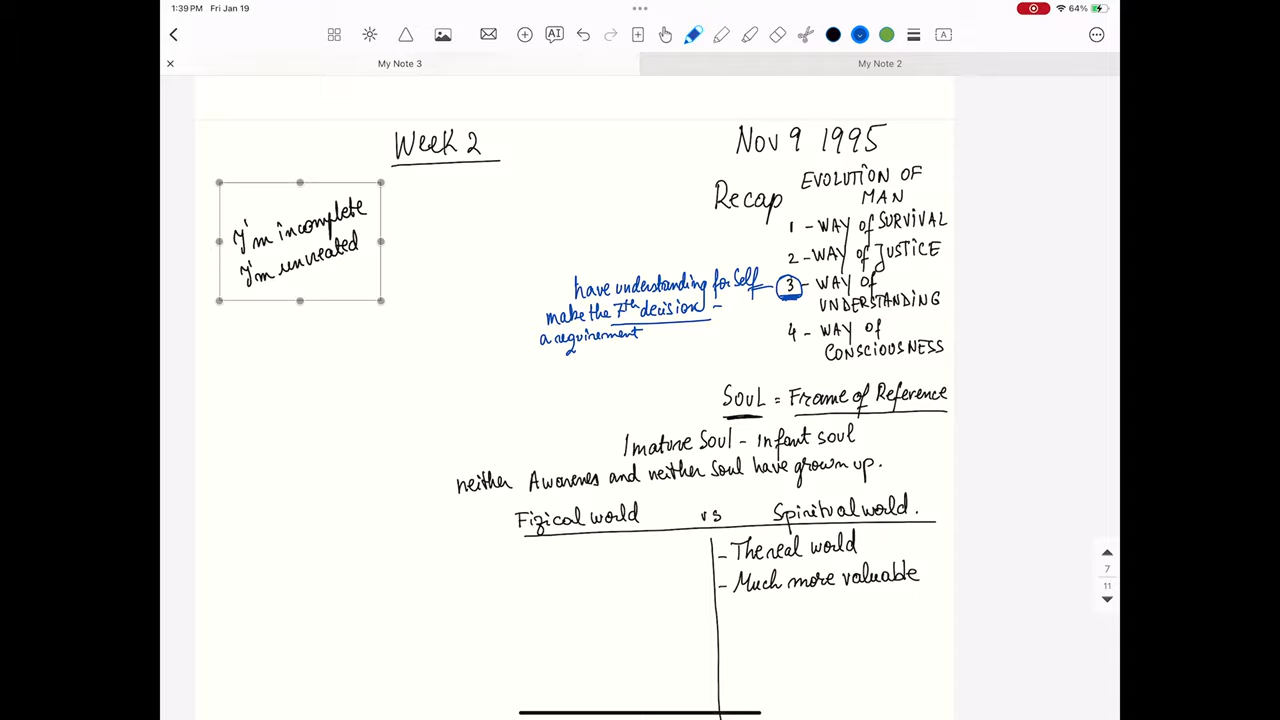 1:39 PM Fri Jan 19
64%
AI
A
My Note 3
My Note 2
Week 2
Nov 9 1995
I'm incomplete
I'm uncreated
Recap
EVOLUTION OF
MAN
1 - WAY of SURVIVAL
2 - WAY of JUSTICE
3 - WAY of
UNDERSTANDING
4 - WAY of
CONSCIOUSNESS
have understanding for Self
make the 7th decision -
a requirement
SOUL = Frame of Reference
Imature Soul - infant soul
neither Awarenes and neither Soul have grown up.
Fizical world vs Spiritual world.
- The real world
- Much more valuable
7
11